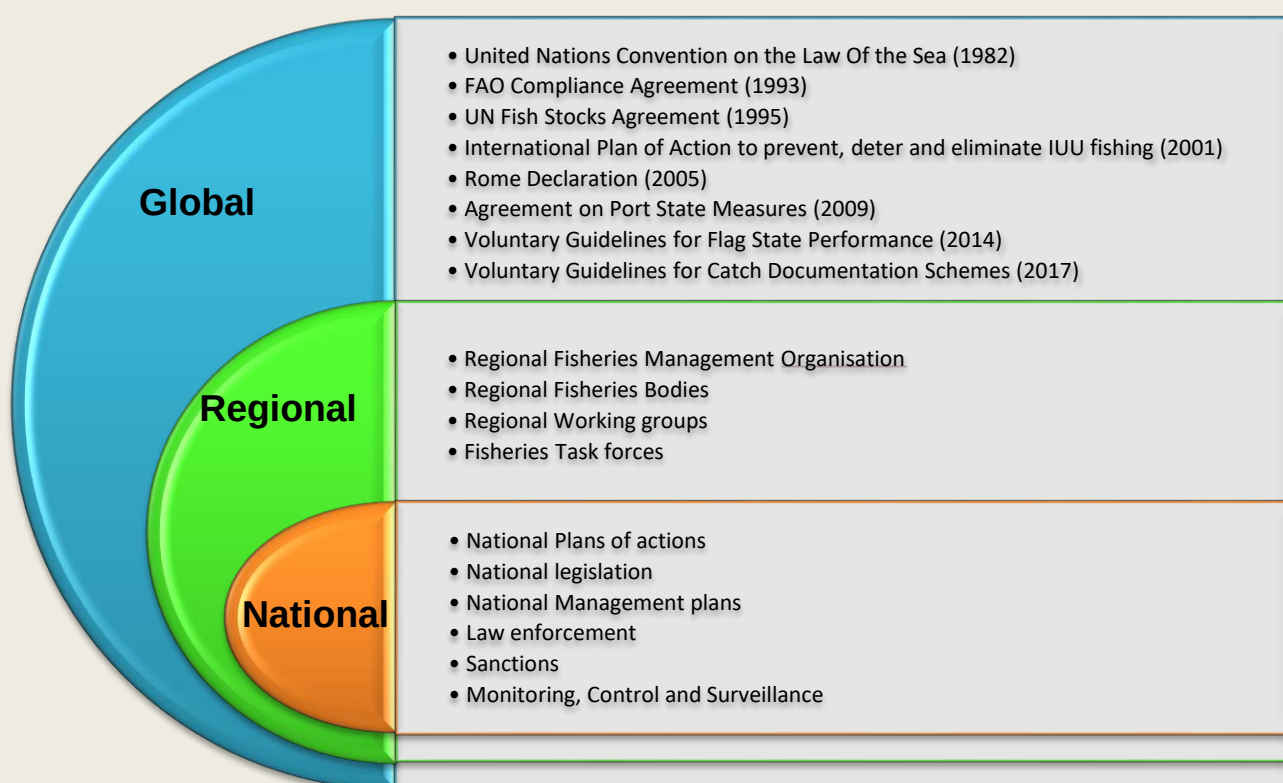 Global
• United Nations Convention on the Law Of the Sea (1982)
• FAO Compliance Agreement (1993)
• UN Fish Stocks Agreement (1995)
• International Plan of Action to prevent, deter and eliminate IUU fishing (2001)
• Rome Declaration (2005)
• Agreement on Port State Measures (2009)
• Voluntary Guidelines for Flag State Performance (2014)
• Voluntary Guidelines for Catch Documentation Schemes (2017)
Regional
• Regional Fisheries Management Organisation
• Regional Fisheries Bodies
• Regional Working groups
• Fisheries Task forces
National
• National Plans of actions
• National legislation
• National Management plans
• Law enforcement
• Sanctions
• Monitoring, Control and Surveillance